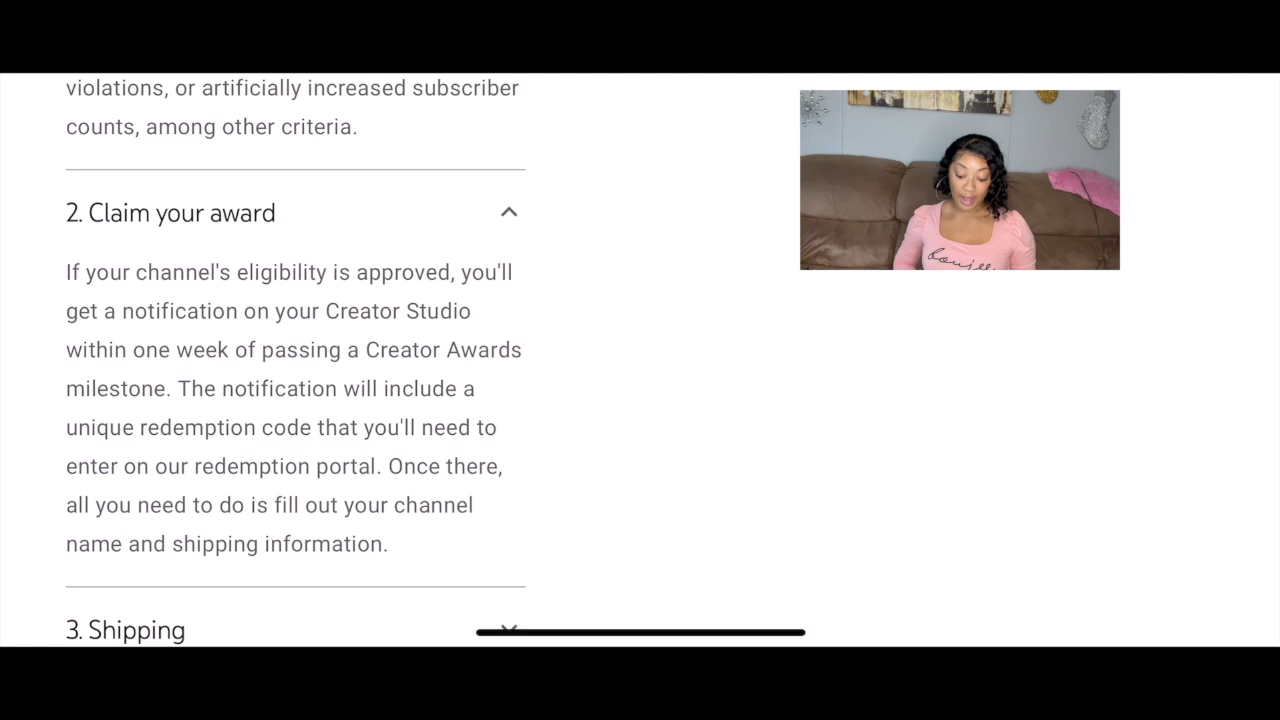 violations, or artificially increased subscriber
counts, among other criteria.
2. Claim your award
If your channel's eligibility is approved, you'll
get a notification on your Creator Studio
within one week of passing a Creator Awards
milestone. The notification will include a
unique redemption code that you'll need to
enter on our redemption portal. Once there,
all you need to do is fill out your channel
name and shipping information.
3. Shipping